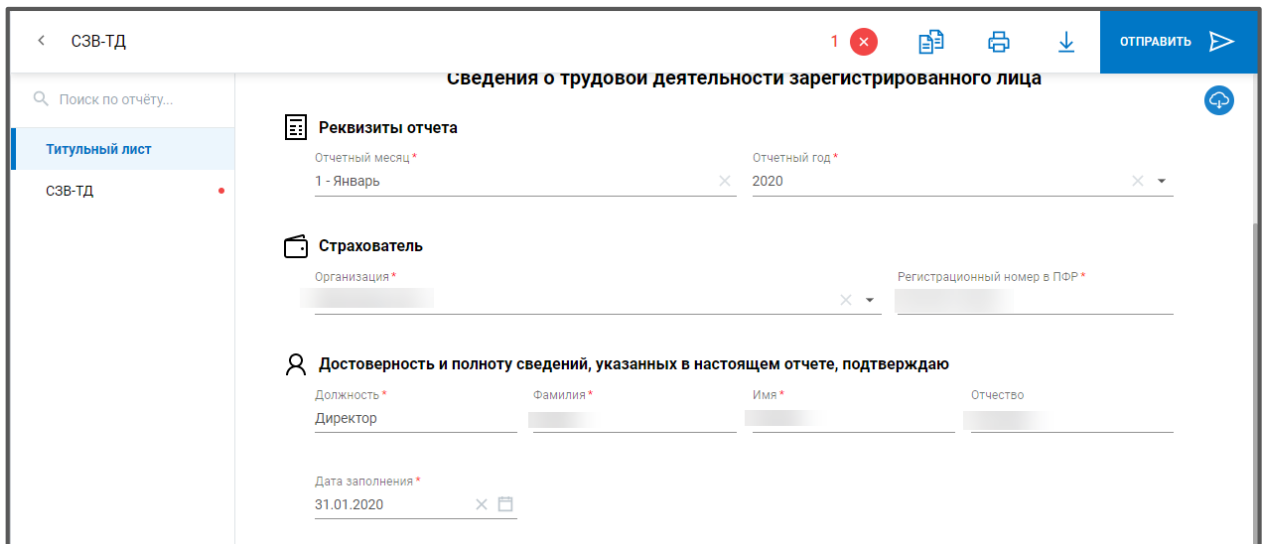 СЗВ-ТД
1
ОТПРАВИТЬ
Поиск по отчёту...
Титульный лист
СЗВ-ТД
Сведения о трудовой деятельности зарегистрированного лица
Реквизиты отчета
Отчетный месяц * Отчетный год *
1 - Январь 2020
Страхователь
Организация * Регистрационный номер в ПФР *
Достоверность и полноту сведений, указанных в настоящем отчете, подтверждаю
Должность * Фамилия * Имя * Отчество
Директор
Дата заполнения *
31.01.2020